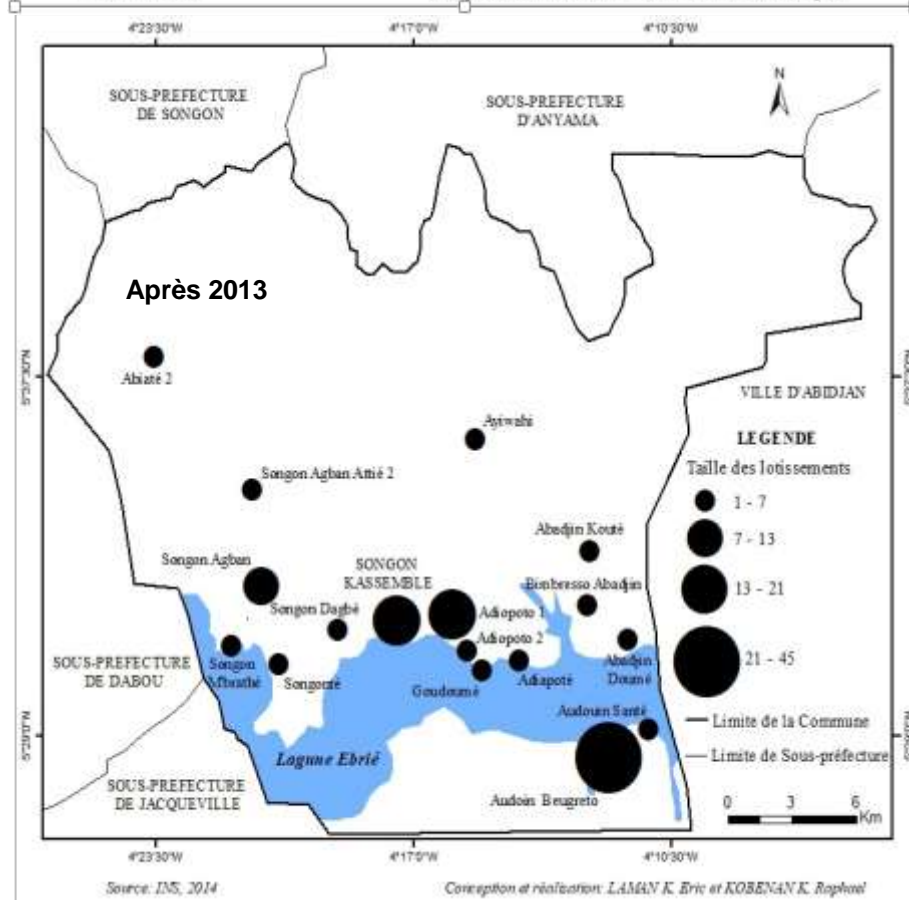 4°23'30"W
4°17'0"W
4°10'30"W
N
SOUS-PREFECTURE
DE SONGON
SOUS-PREFECTURE
D'ANYAMA
Après 2013
Abiaté 2
VILLE D'ABIDJAN
Ayiwahi
LEGENDE
Taille des lotissements
1 - 7
7 - 13
13 - 21
21 - 45
Limite de la Commune
Limite de Sous-préfecture
Songon Agban Attié 2
Abadjin Kouté
Songon Agban
SONGON
KASSEMBLE
Bimbresso Abadjin
Songon Dagbé
Adiopoto 1
Adiopoto 2
SOUS-PREFECTURE
DE DABOU
Songon
M'brathé
Songonté
Goudoumé
Adiapoté
Abadjin
Doumé
Audouin Santé
5°29'0"N
Lagune Ebrié
SOUS-PREFECTURE
DE JACQUEVILLE
Audoin Beugreto
0 3 6
Km
4°23'30"W
4°17'0"W
4°10'30"W
Source: INS, 2014
Conception et réalisation: LAMAN K. Eric et KOBENAN K. Raphael